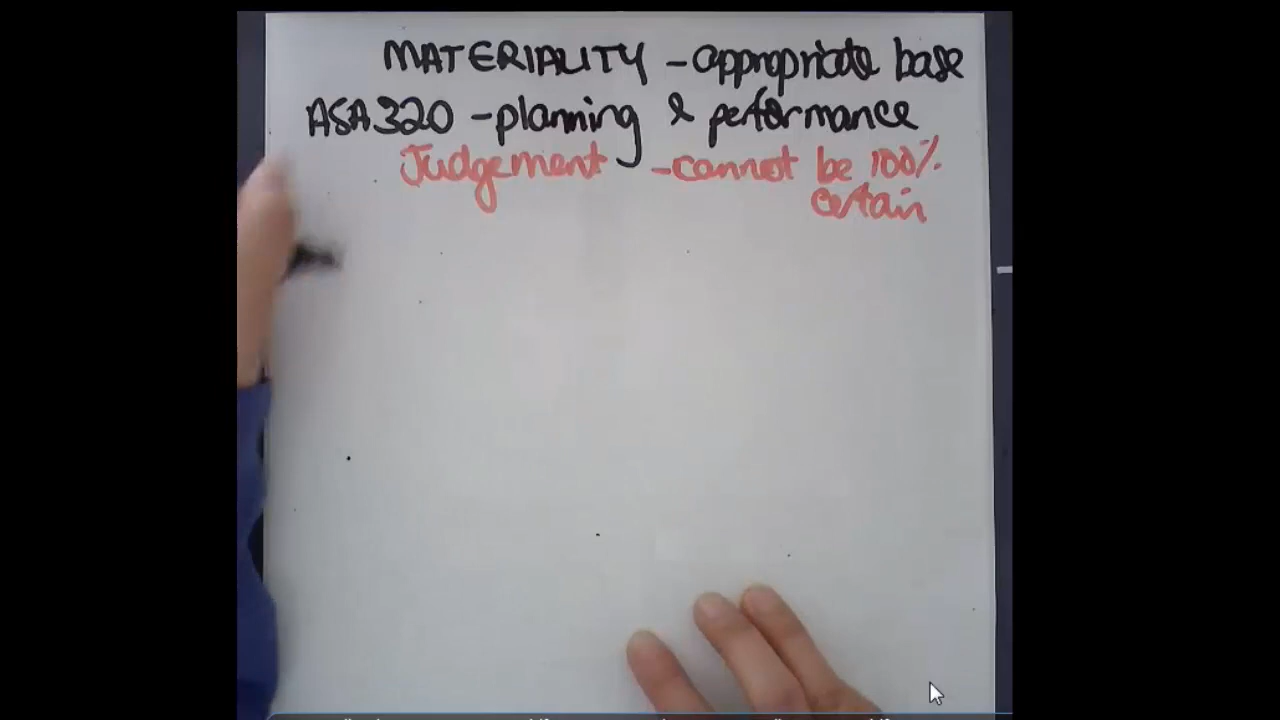 MATERIALITY - appropriate base
ASA320 - planning & performance
Judgement - cannot be 100%
certain